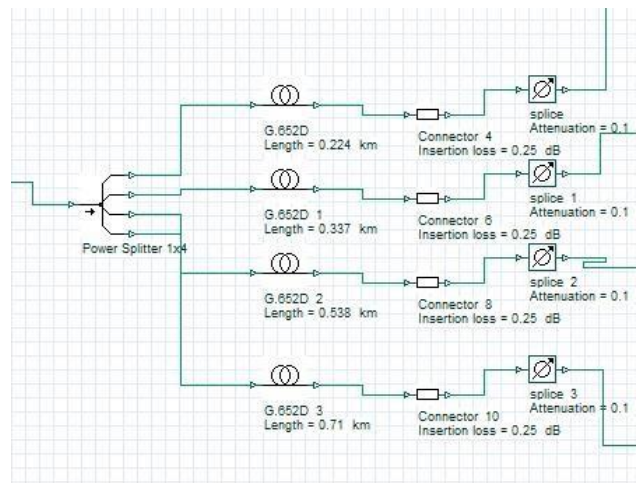 G.652D
Length = 0.224 km
Connector 4
Insertion loss = 0.25 dB
splice
Attenuation = 0.1
Power Splitter 1x4
G.652D 1
Length = 0.337 km
Connector 6
Insertion loss = 0.25 dB
splice 1
Attenuation = 0.1
G.652D 2
Length = 0.538 km
Connector 8
Insertion loss = 0.25 dB
splice 2
Attenuation = 0.1
G.652D 3
Length = 0.71 km
Connector 10
Insertion loss = 0.25 dB
splice 3
Attenuation = 0.1